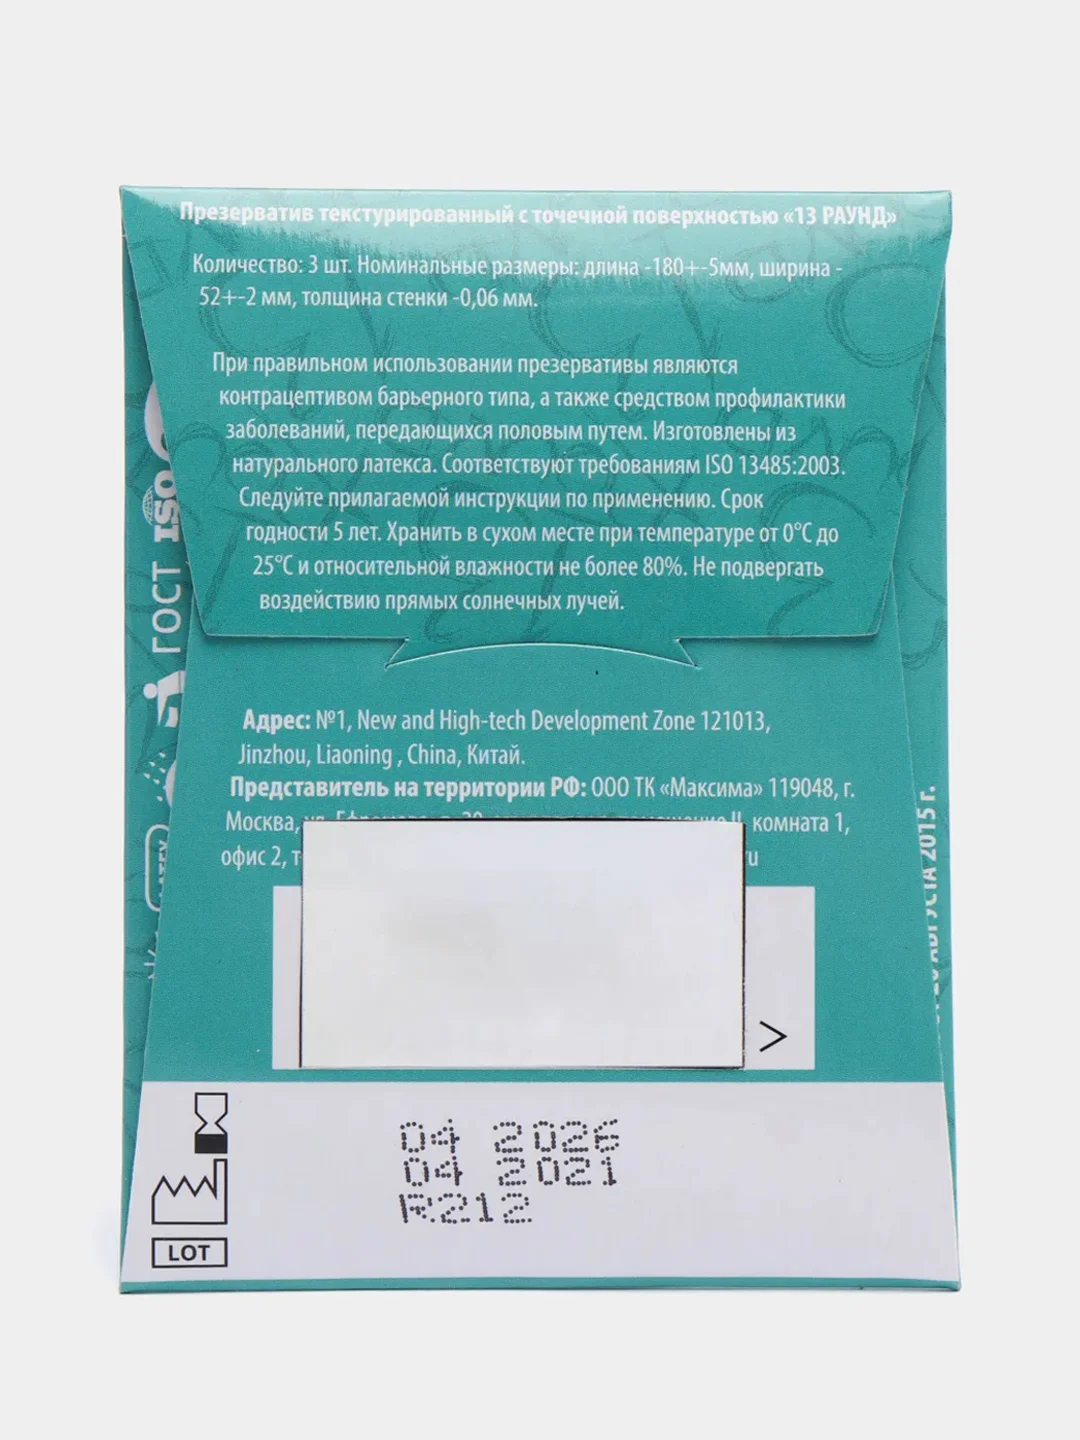 Презерватив текстурированный с точечной поверхностью «13 РАУНД»
Количество: 3 шт. Номинальные размеры: длина -180+-5мм, ширина -
52+-2 мм, толщина стенки -0,06 мм.
При правильном использовании презервативы являются
контрацептивом барьерного типа, а также средством профилактики
заболеваний, передающихся половым путем. Изготовлены из
натурального латекса. Соответствуют требованиям ISO 13485:2003.
Следуйте прилагаемой инструкции по применению. Срок
годности 5 лет. Хранить в сухом месте при температуре от 0°C до
25°C и относительной влажности не более 80%. Не подвергать
воздействию прямых солнечных лучей.
ISO
ГОСТ
Адрес: №1, New and High-tech Development Zone 121013,
Jinzhou, Liaoning , China, Китай.
Представитель на территории РФ: ООО ТК «Максима» 119048, г.
Москва, комната 1,
офис 2,
АВГУСТА 2015 г.
>
04 2026
04 2021
R212
LOT